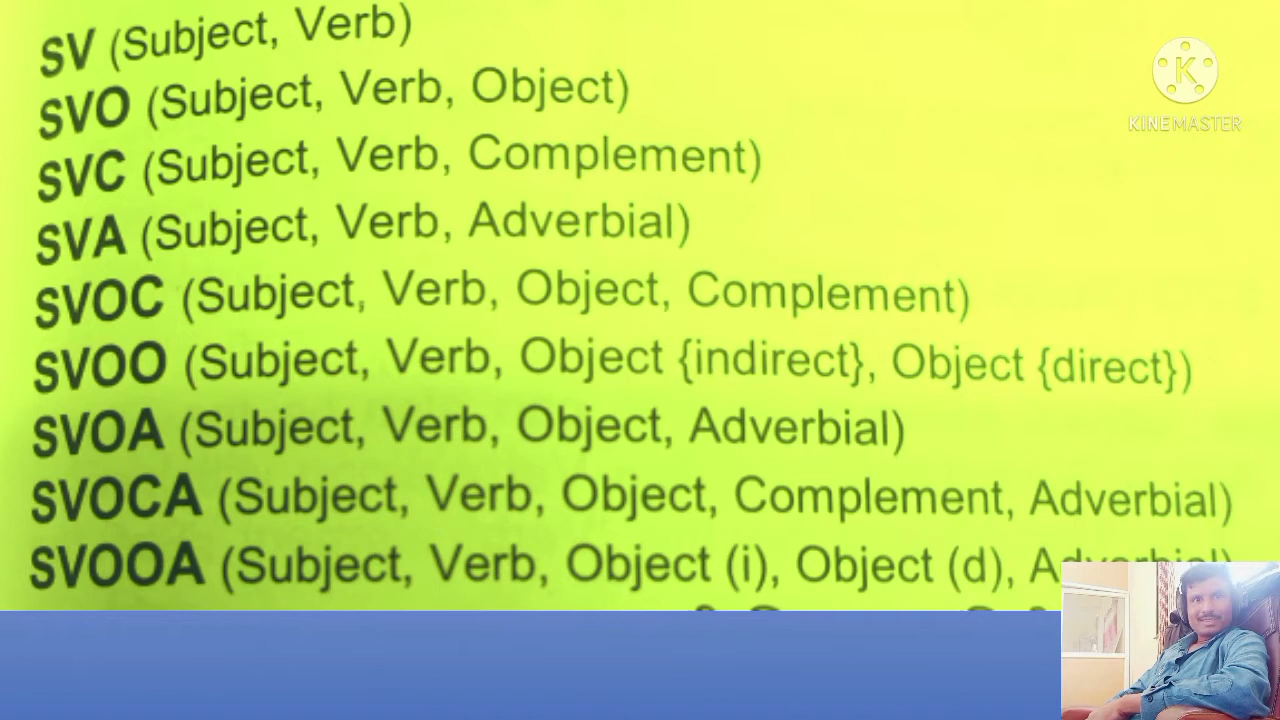 SV (Subject, Verb)
KINEMASTER
SVO (Subject, Verb, Object)
SVC (Subject, Verb, Complement)
SVA (Subject, Verb, Adverbial)
SVOC (Subject, Verb, Object, Complement)
SVOO (Subject, Verb, Object {indirect}, Object {direct})
SVOA (Subject, Verb, Object, Adverbial)
SVOCA (Subject, Verb, Object, Complement, Adverbial)
SVOOA (Subject, Verb, Object (i), Object (d), Adverbial)